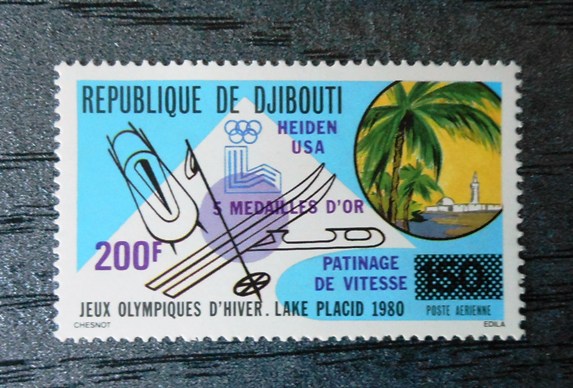 REPUBLIQUE DE DJIBOUTI
HEIDEN
USA
5 MEDAILLES D'OR
200F
PATINAGE
DE VITESSE
150
JEUX OLYMPIQUES D'HIVER. LAKE PLACID 1980
POSTE AERIENNE
CHESNOT
EDILA